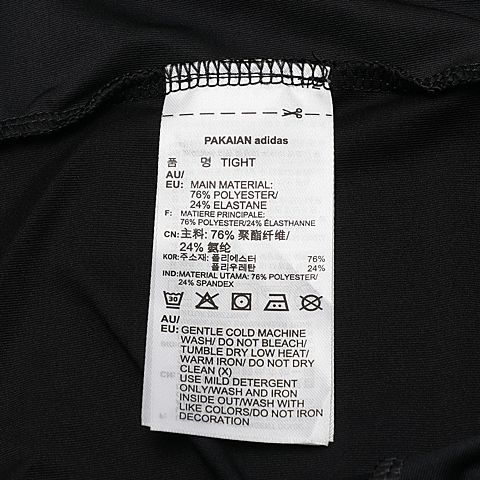 PAKAIAN adidas
품 명 TIGHT
AU/
EU: MAIN MATERIAL:
76% POLYESTER/
24% ELASTANE
F: MATIERE PRINCIPALE:
76% POLYESTER/24% ÉLASTHANNE
CN: 主料: 76% 聚酯纤维/
24% 氨纶
KOR: 주소재: 폴리에스터 76%
폴리우레탄 24%
IND: MATERIAL UTAMA: 76% POLYESTER/
24% SPANDEX
30
AU/
EU: GENTLE COLD MACHINE
WASH/ DO NOT BLEACH/
TUMBLE DRY LOW HEAT/
WARM IRON/ DO NOT DRY
CLEAN (X)
USE MILD DETERGENT
ONLY/WASH AND IRON
INSIDE OUT/WASH WITH
LIKE COLORS/DO NOT IRON
DECORATION